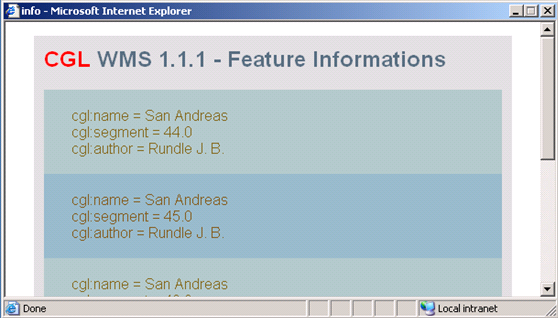 info - Microsoft Internet Explorer
CGL WMS 1.1.1 - Feature Informations
cgl:name = San Andreas
cgl:segment = 44.0
cgl:author = Rundle J. B.
cgl:name = San Andreas
cgl:segment = 45.0
cgl:author = Rundle J. B.
cgl:name = San Andreas
Done
Local intranet